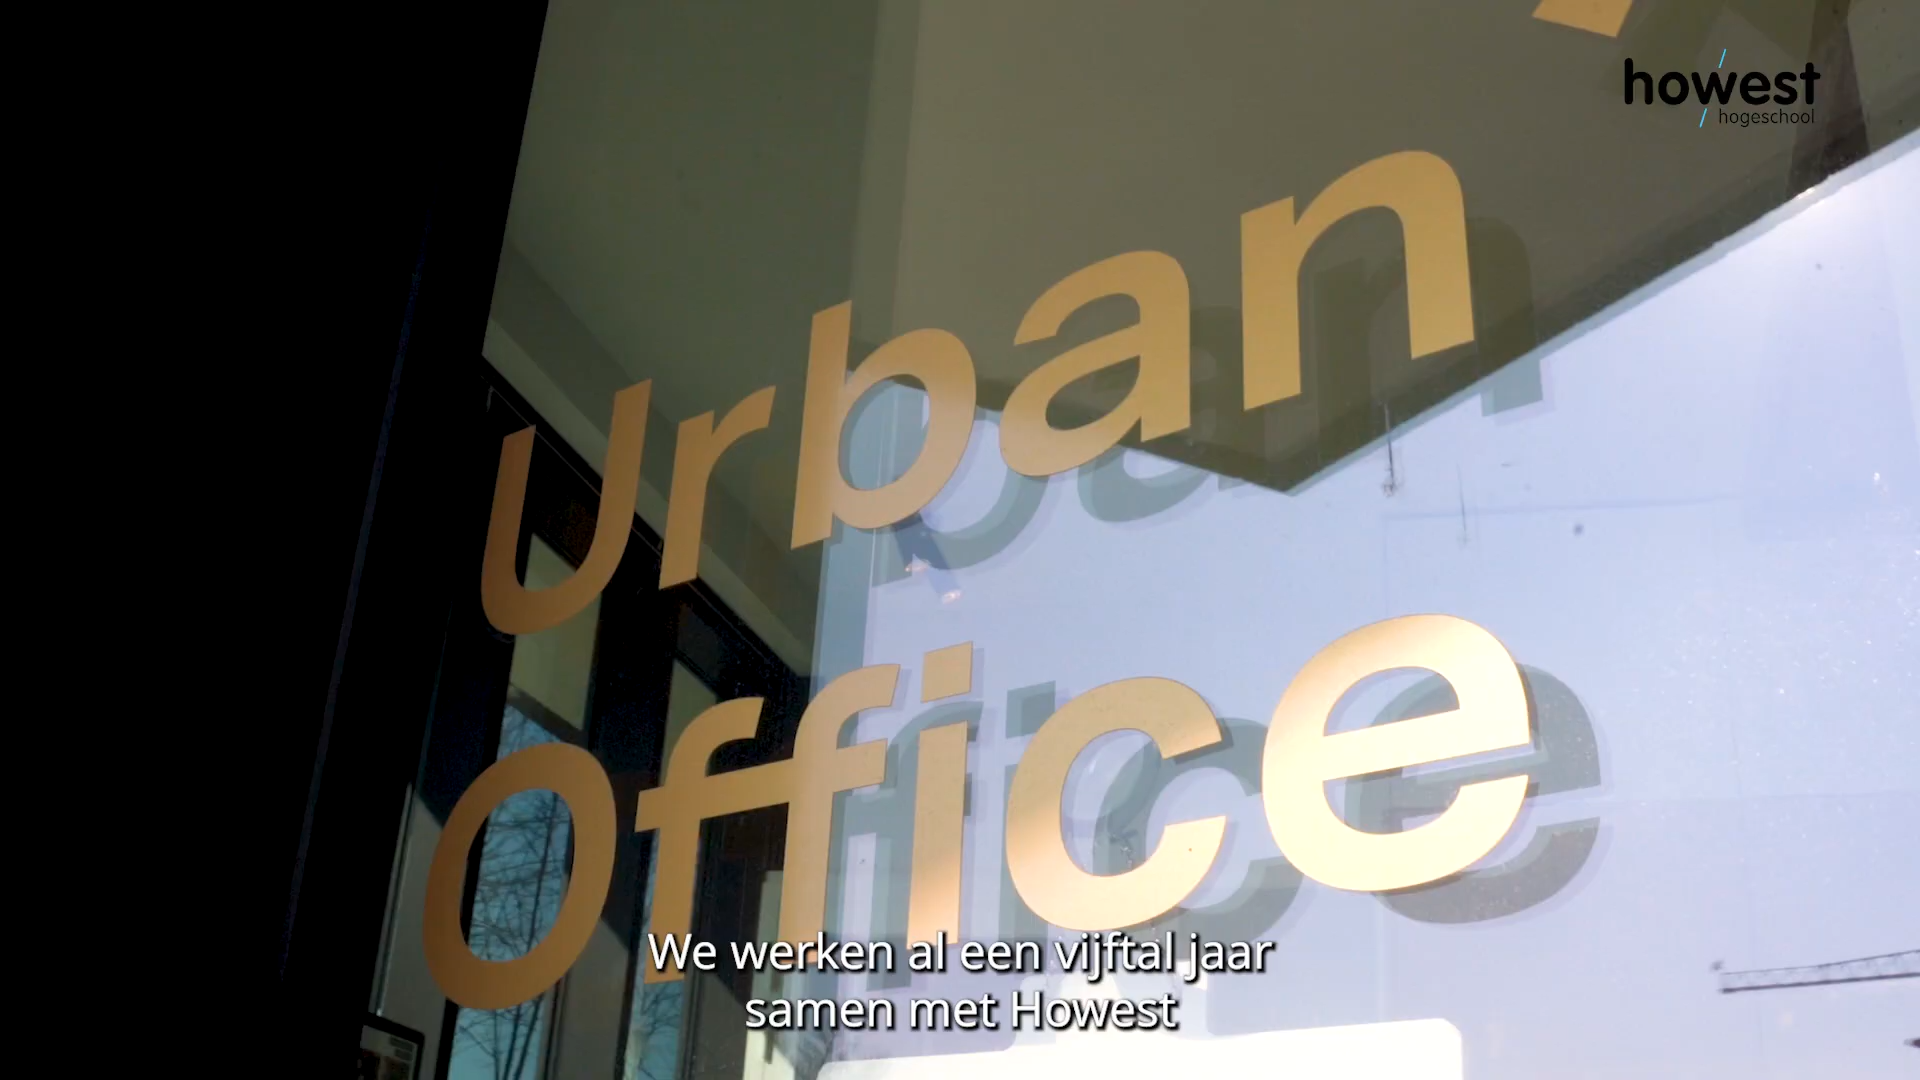 howest
hogeschool
Urban
Office
We werken al een vijftal jaar
samen met Howest